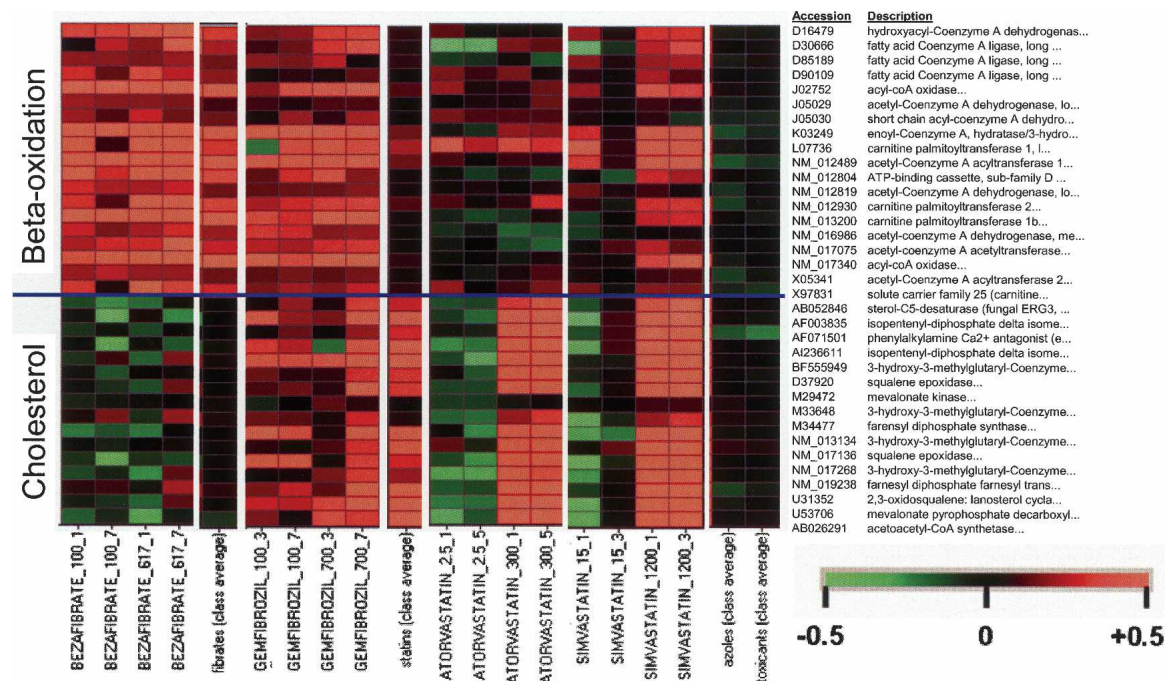 Beta-oxidation
Cholesterol
Accession Description
D16479 hydroxyacyl-Coenzyme A dehydrogenas...
D30666 fatty acid Coenzyme A ligase, long ...
D85189 fatty acid Coenzyme A ligase, long ...
D90109 fatty acid Coenzyme A ligase, long ...
J02752 acyl-coA oxidase...
J05029 acetyl-Coenzyme A dehydrogenase, lo...
J05030 short chain acyl-coenzyme A dehydro...
K03249 enoyl-Coenzyme A, hydratase/3-hydro...
L07736 carnitine palmitoyltransferase 1, l...
NM_012489 acetyl-Coenzyme A acyltransferase 1...
NM_012804 ATP-binding cassette, sub-family D ...
NM_012819 acetyl-Coenzyme A dehydrogenase, lo...
NM_012930 carnitine palmitoyltransferase 2...
NM_013200 carnitine palmitoyltransferase 1b...
NM_016986 acetyl-coenzyme A dehydrogenase, me...
NM_017075 acetyl-coenzyme A acetyltransferase...
NM_017340 acyl-coA oxidase...
X05341 acetyl-Coenzyme A acyltransferase 2...
X97831 solute carrier family 25 (carnitine...
AB052846 sterol-C5-desaturase (fungal ERG3, ...
AF003835 isopentenyl-diphosphate delta isome...
AF071501 phenylalkylamine Ca2+ antagonist (e...
AI236611 isopentenyl-diphosphate delta isome...
BF555949 3-hydroxy-3-methylglutaryl-Coenzyme...
D37920 squalene epoxidase...
M29472 mevalonate kinase...
M33648 3-hydroxy-3-methylglutaryl-Coenzyme...
M34477 farensyl diphosphate synthase...
NM_013134 3-hydroxy-3-methylglutaryl-Coenzyme...
NM_017136 squalene epoxidase...
NM_017268 3-hydroxy-3-methylglutaryl-Coenzyme...
NM_019238 farnesyl diphosphate farnesyl trans...
U31352 2,3-oxidosqualene: lanosterol cycla...
U53706 mevalonate pyrophosphate decarboxyl...
AB026291 acetoacetyl-CoA synthetase...
BEZAFIBRATE_100_1
BEZAFIBRATE_100_7
BEZAFIBRATE_617_1
BEZAFIBRATE_617_7
fibrates (class average)
GEMFIBROZIL_100_3
GEMFIBROZIL_100_7
GEMFIBROZIL_700_3
GEMFIBROZIL_700_7
statins (class average)
ATORVASTATIN_2.5_1
ATORVASTATIN_2.5_5
ATORVASTATIN_300_1
ATORVASTATIN_300_5
SIMVASTATIN_15_1
SIMVASTATIN_15_3
SIMVASTATIN_1200_1
SIMVASTATIN_1200_3
azoles (class average)
toxicants (class average)
-0.5 0 +0.5